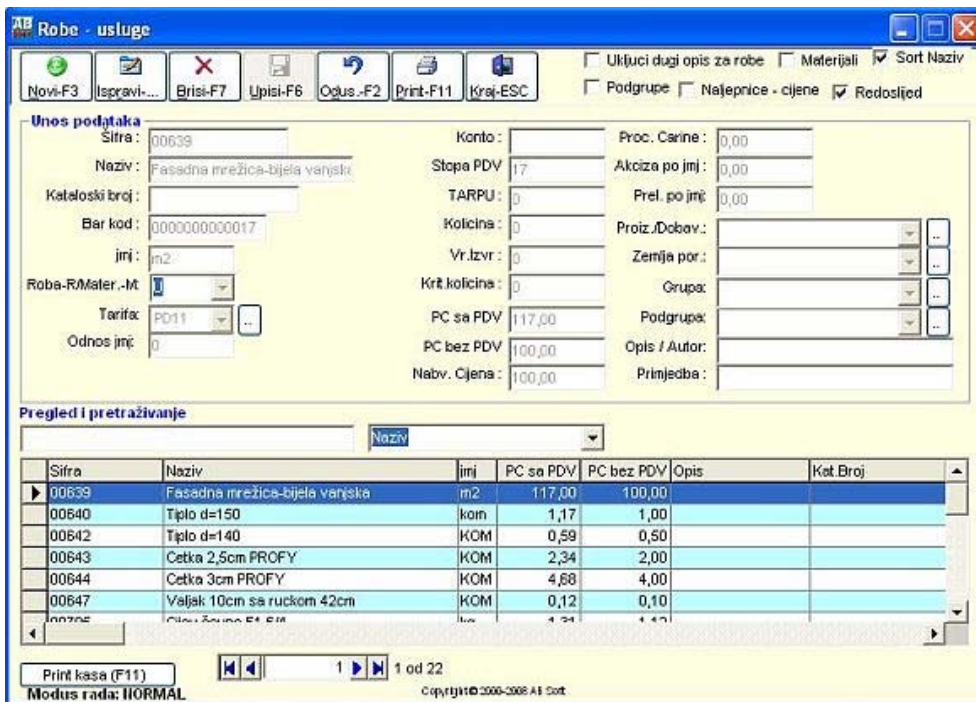 AB Robe - usluge
Novi-F3 Ispravi-... Brisi-F7 Upisi-F6 Odus.-F2 Print-F11 Kraj-ESC
Ukljuci dugi opis za robe Materijali Sort Naziv
Podgrupe Naljepnice - cijene Redoslijed
Unos podataka
Šifra : 00639
Naziv : Fasadna mrežica-bijela vanjska
Kataloski broj :
Bar kod : 0000000000017
jmj : m2
Roba-R/Mater.-M: U
Tarifa: PD11 ..
Odnos jmj: 0
Konto :
Stopa PDV 17
TARPU : 0
Kolicina : 0
Vr.Izvr : 0
Krit.kolicina : 0
PC sa PDV 117,00
PC bez PDV 100,00
Nabv. Cijena : 100,00
Proc. Carine : 0,00
Akciza po jmj : 0,00
Prel. po jmj: 0,00
Proiz./Dobav.: ..
Zemlja por.: ..
Grupa: ..
Podgrupa: ..
Opis / Autor:
Primjedba :
Pregled i pretraživanje
Naziv
Sifra Naziv jmj PC sa PDV PC bez PDV Opis Kat.Broj
00639 Fasadna mrežica-bijela vanjska m2 117,00 100,00
00640 Tiplo d=150 kom 1,17 1,00
00642 Tiplo d=140 KOM 0,59 0,50
00643 Cetka 2,5cm PROFY KOM 2,34 2,00
00644 Cetka 3cm PROFY KOM 4,68 4,00
00647 Valjak 10cm sa ruckom 42cm KOM 0,12 0,10
Print kasa (F11) 1 1 od 22
Modus rada: NORMAL Copyright© 2000-2008 AB Soft